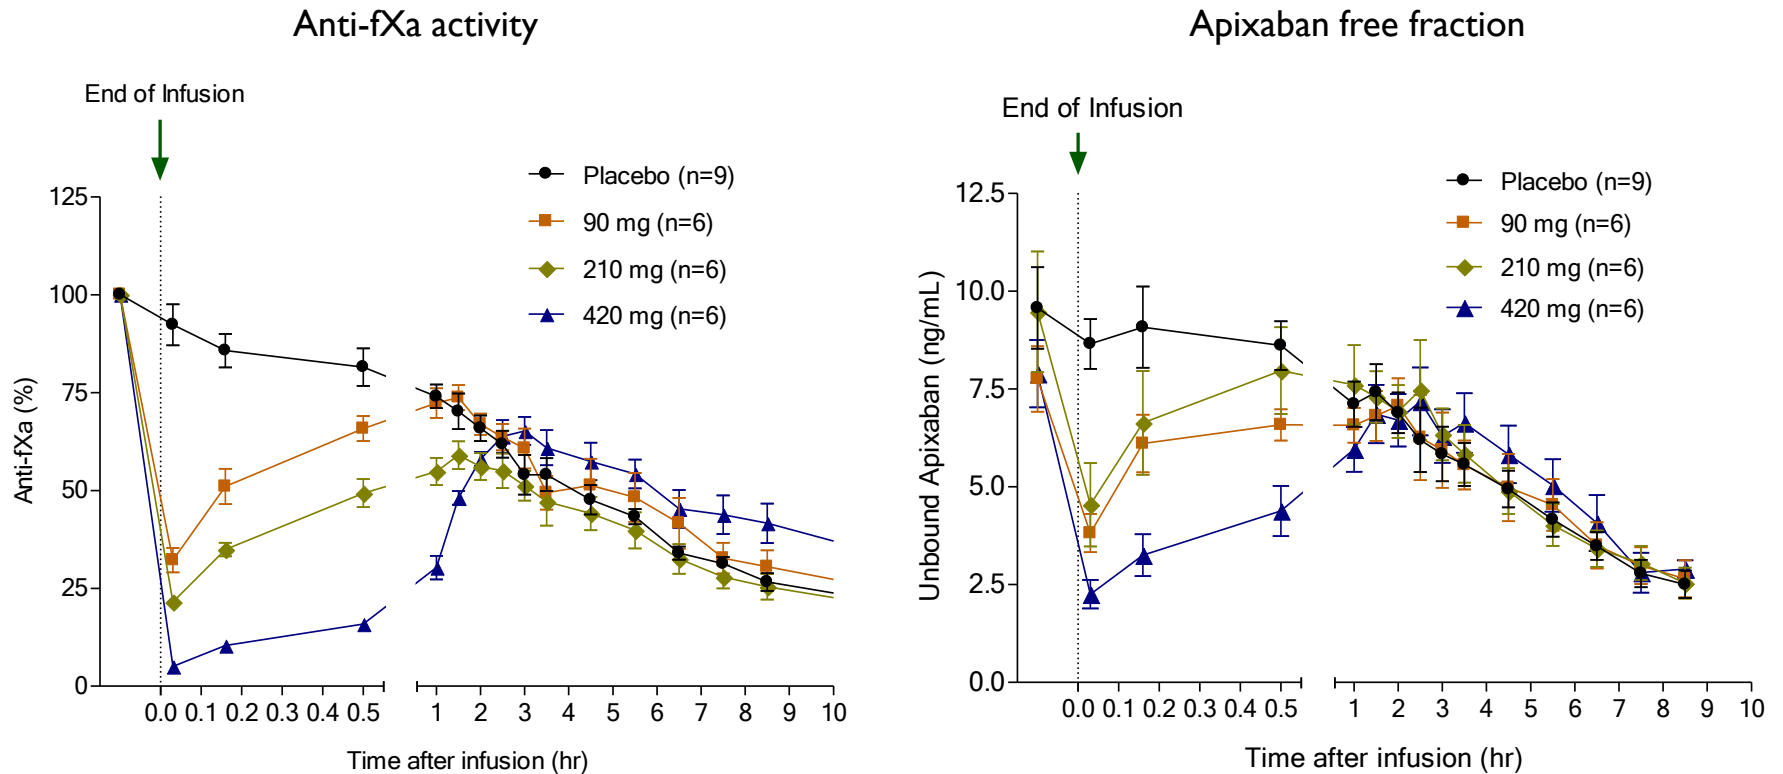 Anti-fXa activity
End of Infusion
Placebo (n=9)
90 mg (n=6)
210 mg (n=6)
420 mg (n=6)
125
100
75
50
25
0
Anti-fXa (%)
0.0 0.1 0.2 0.3 0.4 0.5
1 2 3 4 5 6 7 8 9 10
Time after infusion (hr)
Apixaban free fraction
End of Infusion
Placebo (n=9)
90 mg (n=6)
210 mg (n=6)
420 mg (n=6)
12.5
10.0
7.5
5.0
2.5
0.0
Unbound Apixaban (ng/mL)
0.0 0.1 0.2 0.3 0.4 0.5
1 2 3 4 5 6 7 8 9 10
Time after infusion (hr)